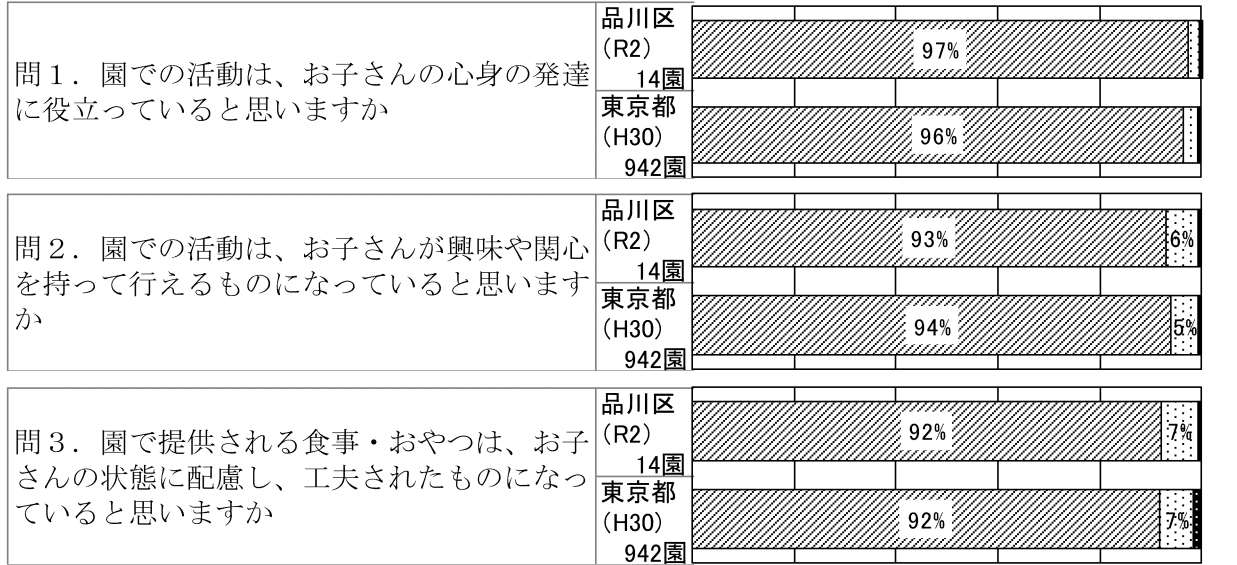 問１．園での活動は、お子さんの心身の発達
に役立っていると思いますか
品川区
(R2)
14園
97%
東京都
(H30)
942園
96%
問２．園での活動は、お子さんが興味や関心
を持って行えるものになっていると思います
か
品川区
(R2)
14園
93%
6%
東京都
(H30)
942園
94%
5%
問３．園で提供される食事・おやつは、お子
さんの状態に配慮し、工夫されたものになっ
ていると思いますか
品川区
(R2)
14園
92%
7%
東京都
(H30)
942園
92%
7%